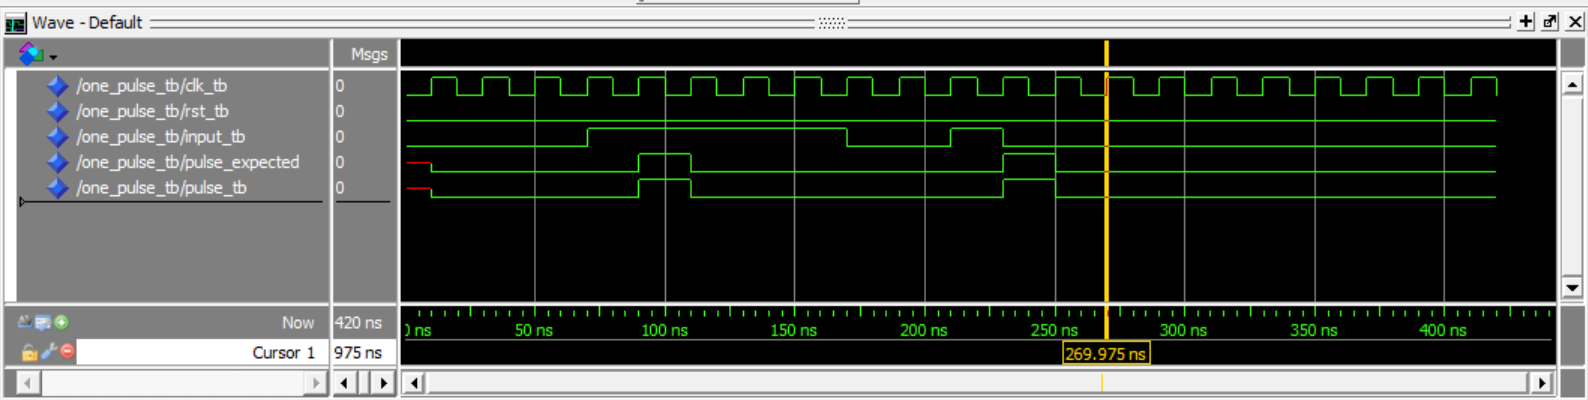 Wave - Default
Msgs
/one_pulse_tb/clk_tb 0
/one_pulse_tb/rst_tb 0
/one_pulse_tb/input_tb 0
/one_pulse_tb/pulse_expected 0
/one_pulse_tb/pulse_tb 0
Now 420 ns
) ns 50 ns 100 ns 150 ns 200 ns 250 ns 300 ns 350 ns 400 ns
Cursor 1 975 ns
269.975 ns